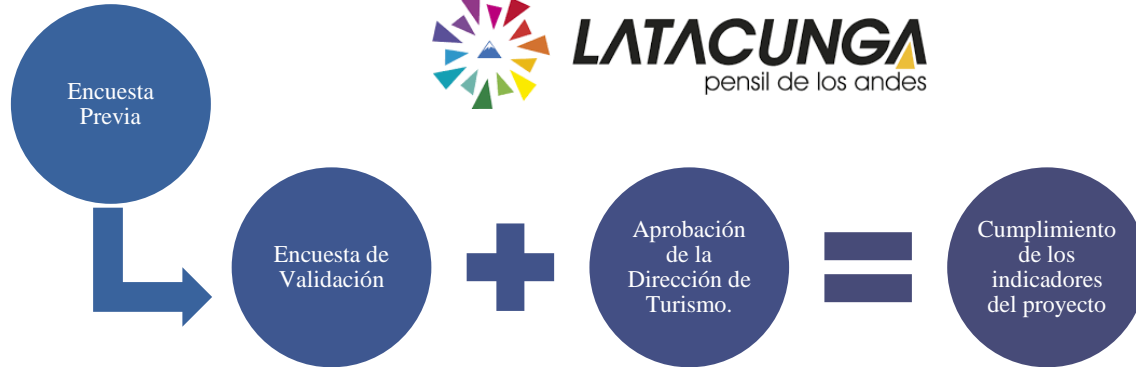 LATACUNGA
pensil de los andes
Encuesta
Previa
Encuesta de
Validación
Aprobación
de la
Dirección de
Turismo.
Cumplimiento
de los
indicadores
del proyecto